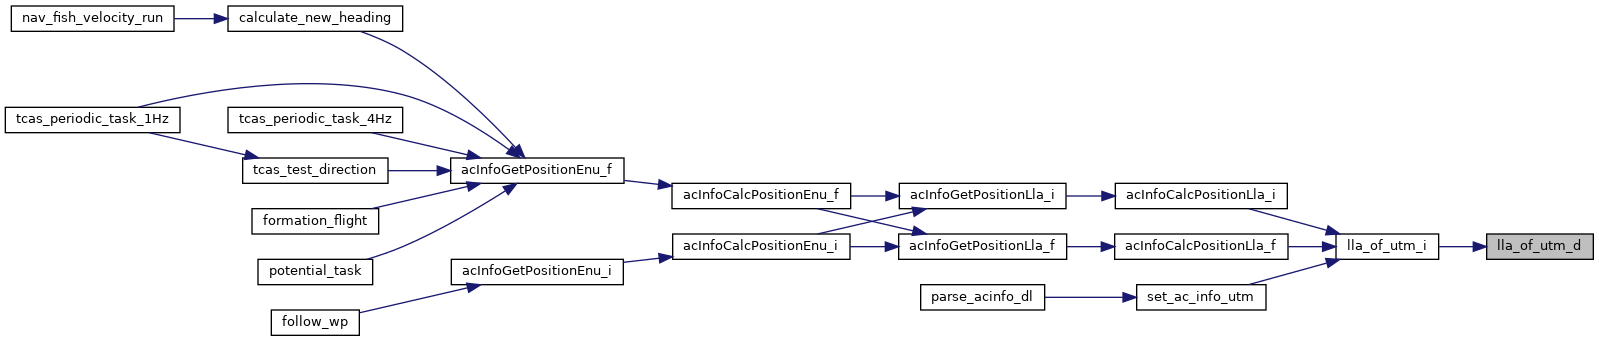 nav_fish_velocity_run
calculate_new_heading
tcas_periodic_task_1Hz
tcas_periodic_task_4Hz
tcas_test_direction
acInfoGetPositionEnu_f
acInfoCalcPositionEnu_f
acInfoGetPositionLla_i
acInfoCalcPositionLla_i
formation_flight
acInfoCalcPositionEnu_i
acInfoGetPositionLla_f
acInfoCalcPositionLla_f
lla_of_utm_i
lla_of_utm_d
potential_task
acInfoGetPositionEnu_i
parse_acinfo_dl
set_ac_info_utm
follow_wp